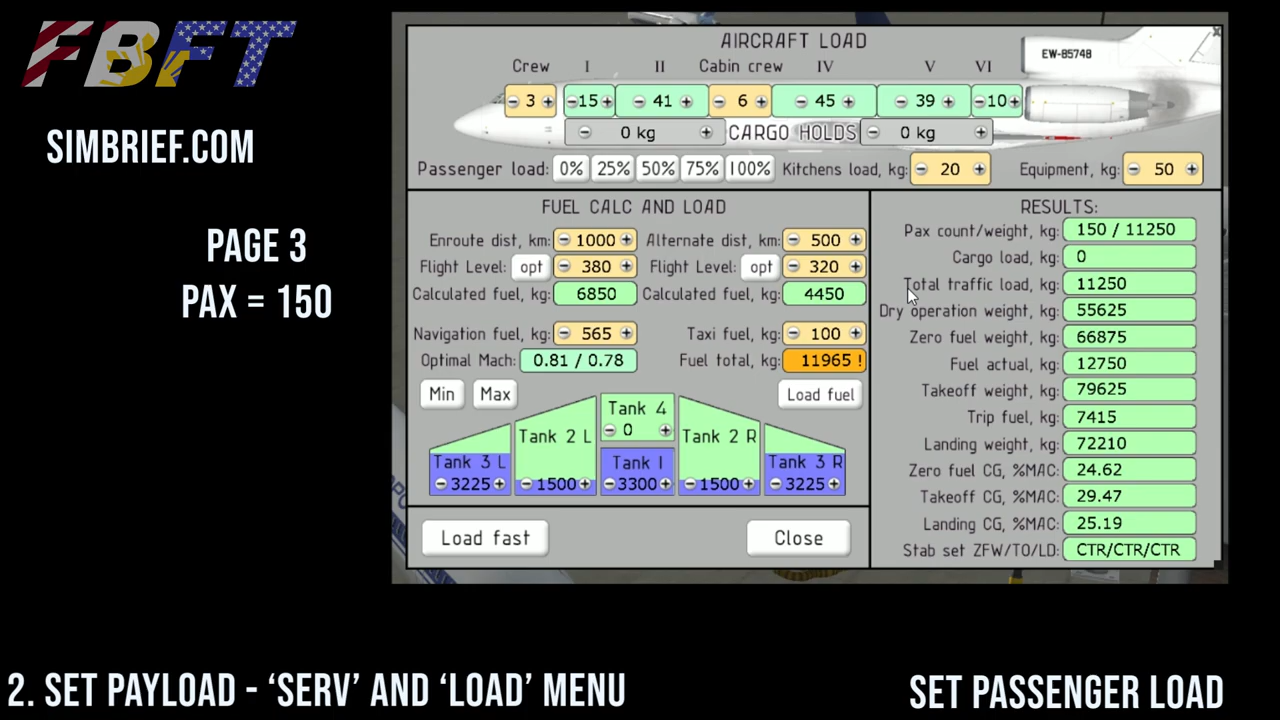 FBFT
SIMBRIEF.COM
PAGE 3
PAX = 150
AIRCRAFT LOAD
EW-85748
Crew I II Cabin crew IV V VI
- 3 + - 15 + - 41 + - 6 + - 45 + - 39 + - 10 +
- 0 kg + CARGO HOLDS - 0 kg +
Passenger load: 0% 25% 50% 75% 100% Kitchens load, kg: - 20 + Equipment, kg: - 50 +
FUEL CALC AND LOAD
Enroute dist, km: - 1000 + Alternate dist, km: - 500 +
Flight Level: opt - 380 + Flight Level: opt - 320 +
Calculated fuel, kg: 6850 Calculated fuel, kg: 4450
Navigation fuel, kg: - 565 + Taxi fuel, kg: - 100 +
Optimal Mach: 0.81 / 0.78 Fuel total, kg: 11965 !
Min Max Load fuel
Tank 4
- 0 +
Tank 2 L Tank 2 R
Tank 3 L Tank 1 Tank 3 R
- 3225 + - 1500 + - 3300 + - 1500 + - 3225 +
Load fast Close
RESULTS:
Pax count/weight, kg: 150 / 11250
Cargo load, kg: 0
Total traffic load, kg: 11250
Dry operation weight, kg: 55625
Zero fuel weight, kg: 66875
Fuel actual, kg: 12750
Takeoff weight, kg: 79625
Trip fuel, kg: 7415
Landing weight, kg: 72210
Zero fuel CG, %MAC: 24.62
Takeoff CG, %MAC: 29.47
Landing CG, %MAC: 25.19
Stab set ZFW/TO/LD: CTR/CTR/CTR
2. SET PAYLOAD - ‘SERV’ AND ‘LOAD’ MENU
SET PASSENGER LOAD